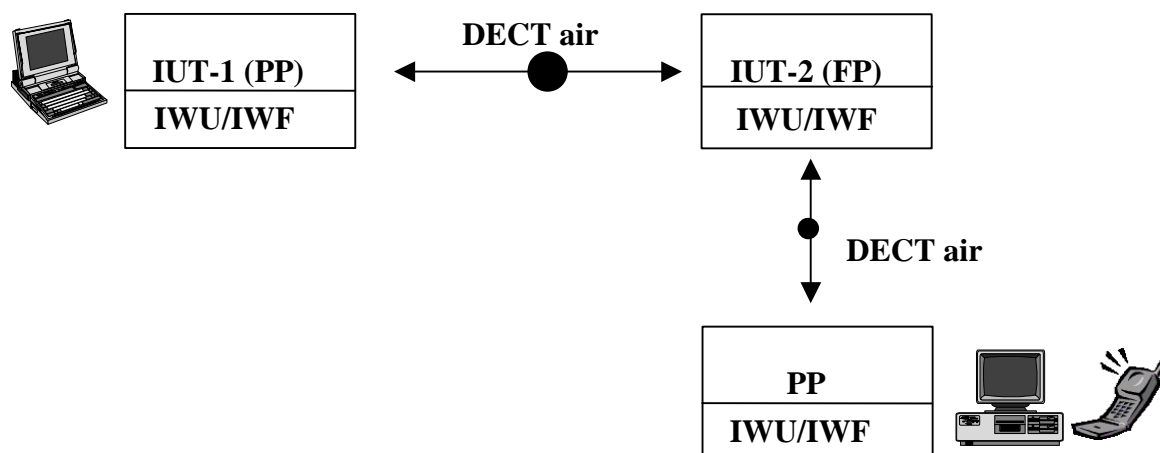 DECT air
IUT-1 (PP)
IWU/IWF
IUT-2 (FP)
IWU/IWF
DECT air
PP
IWU/IWF